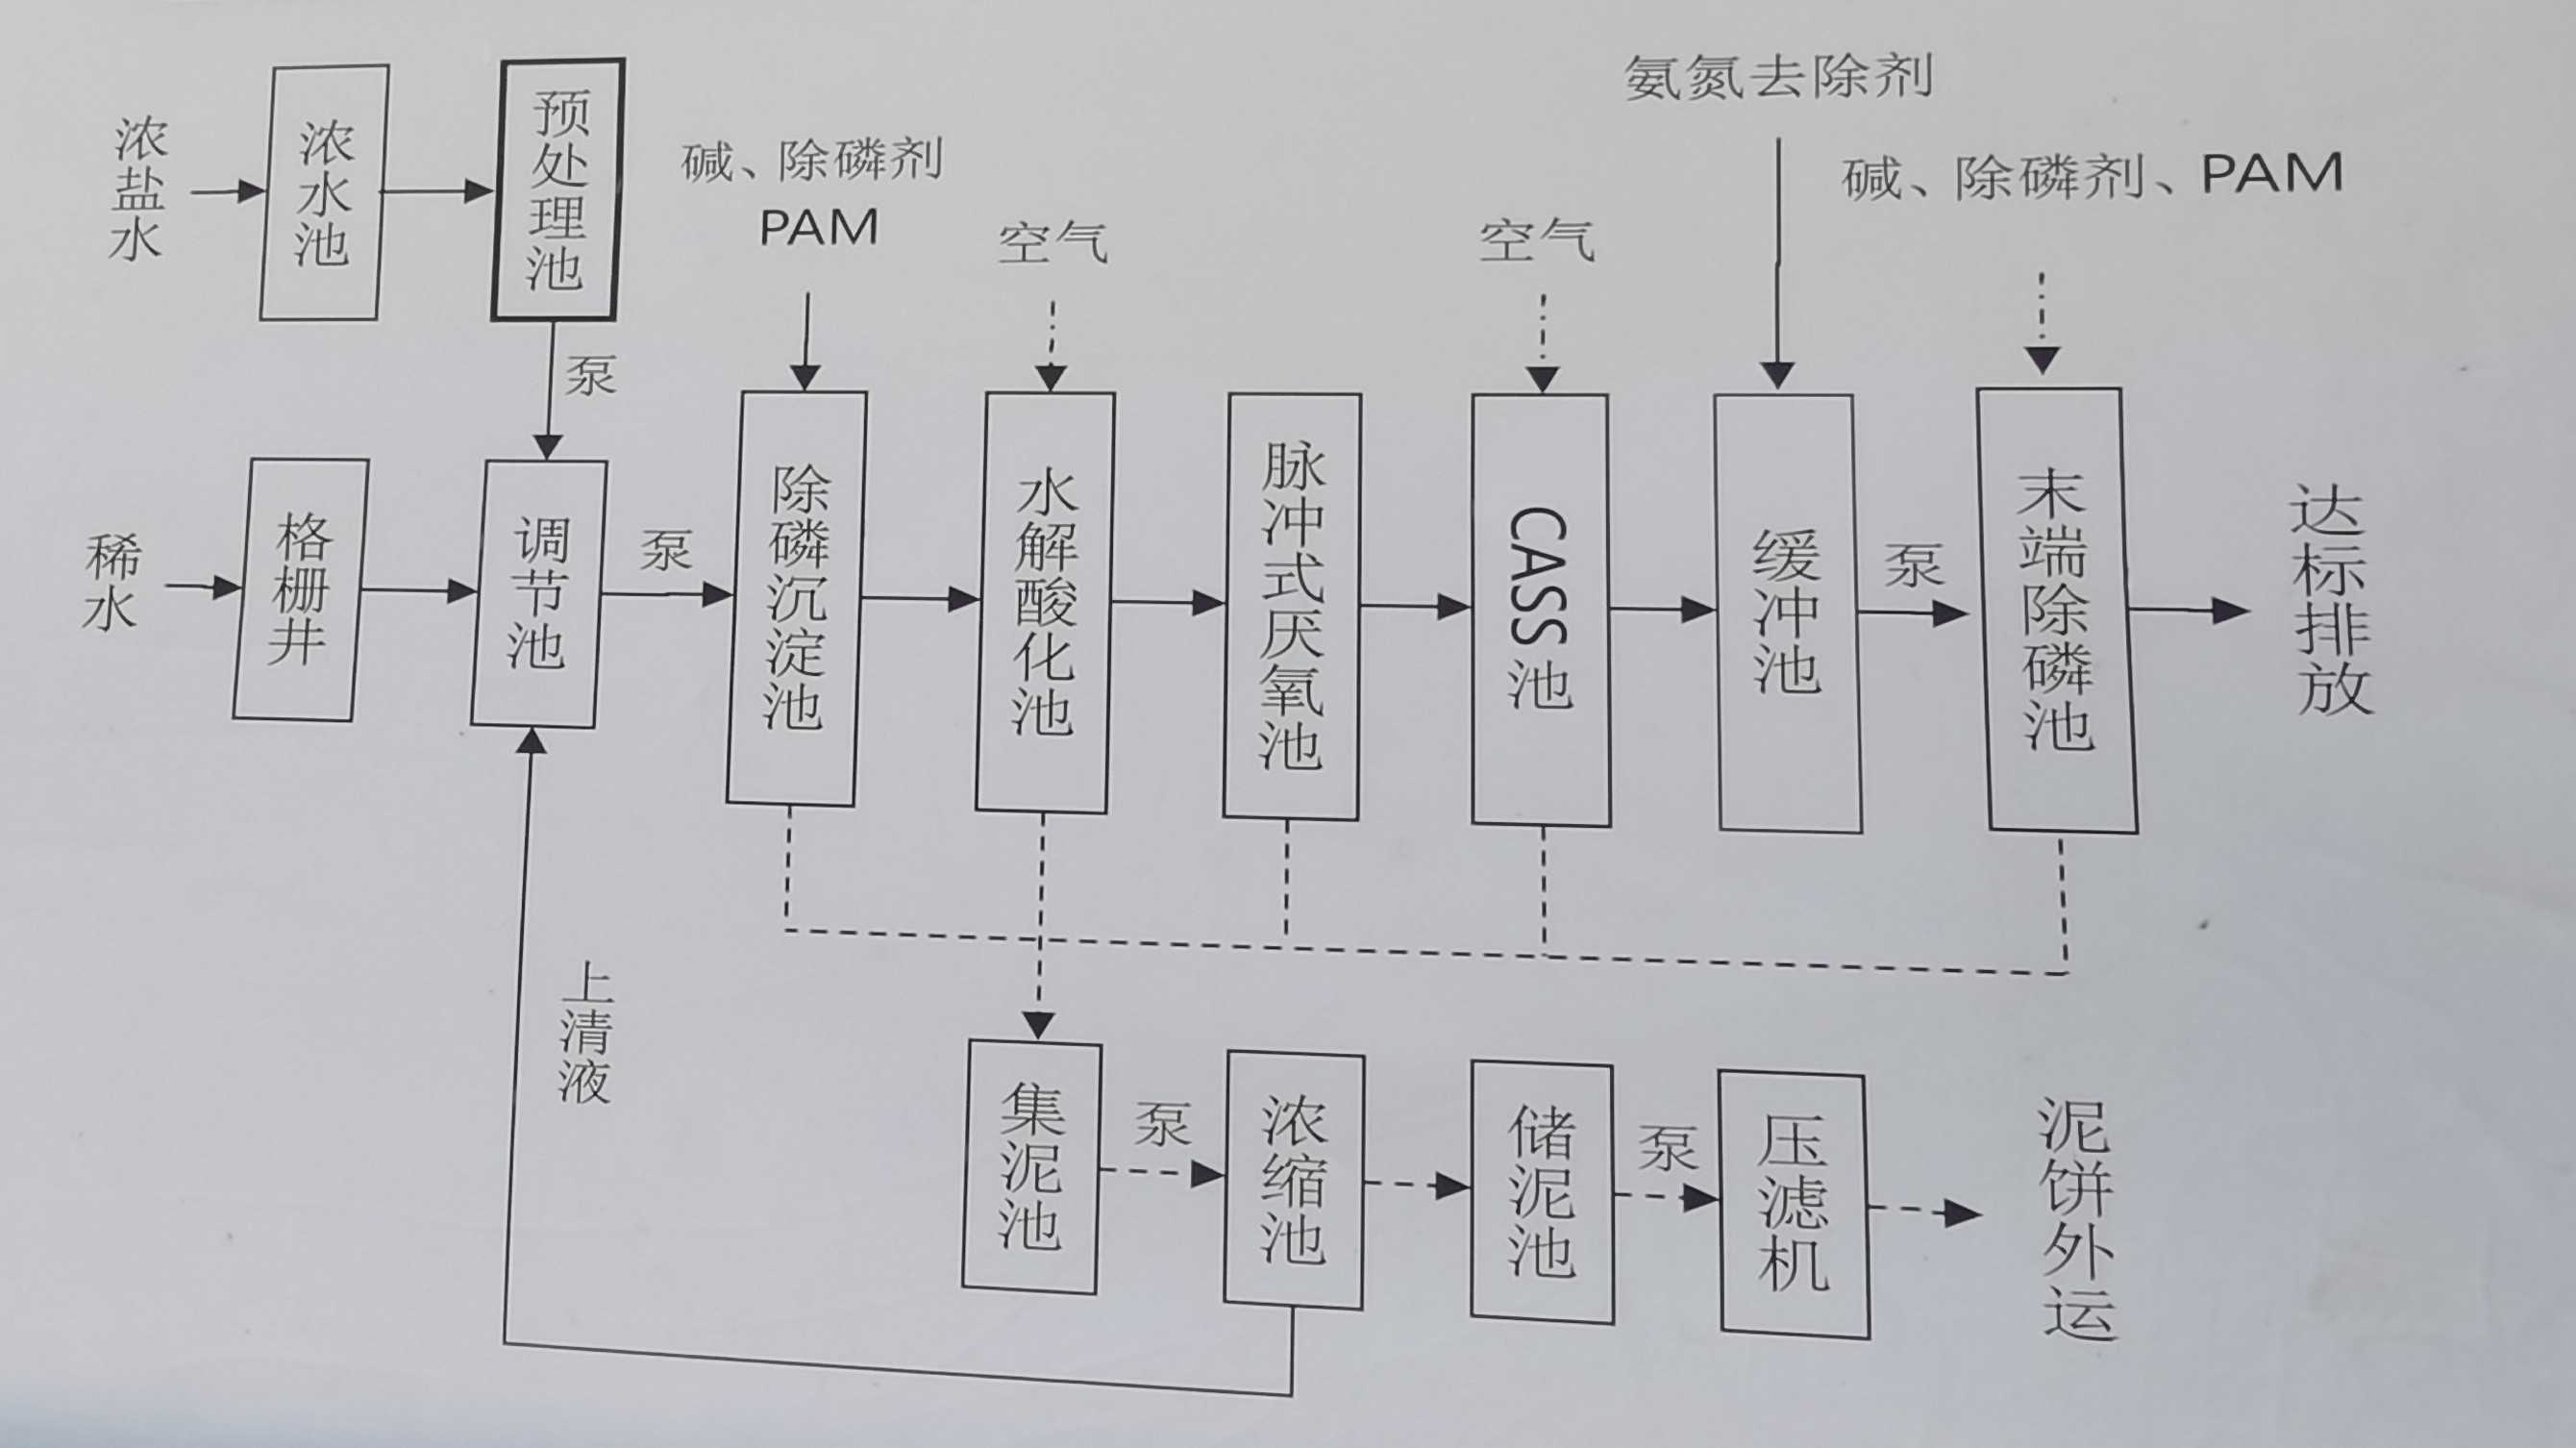 浓盐水
浓水池
预处理池
泵
碱、除磷剂
PAM
空气
空气
氨氮去除剂
碱、除磷剂、PAM
稀水
格栅井
调节池
泵
除磷沉淀池
水解酸化池
脉冲式厌氧池
CASS池
缓冲池
泵
末端除磷池
达标排放
上清液
集泥池
泵
浓缩池
储泥池
泵
压滤机
泥饼外运